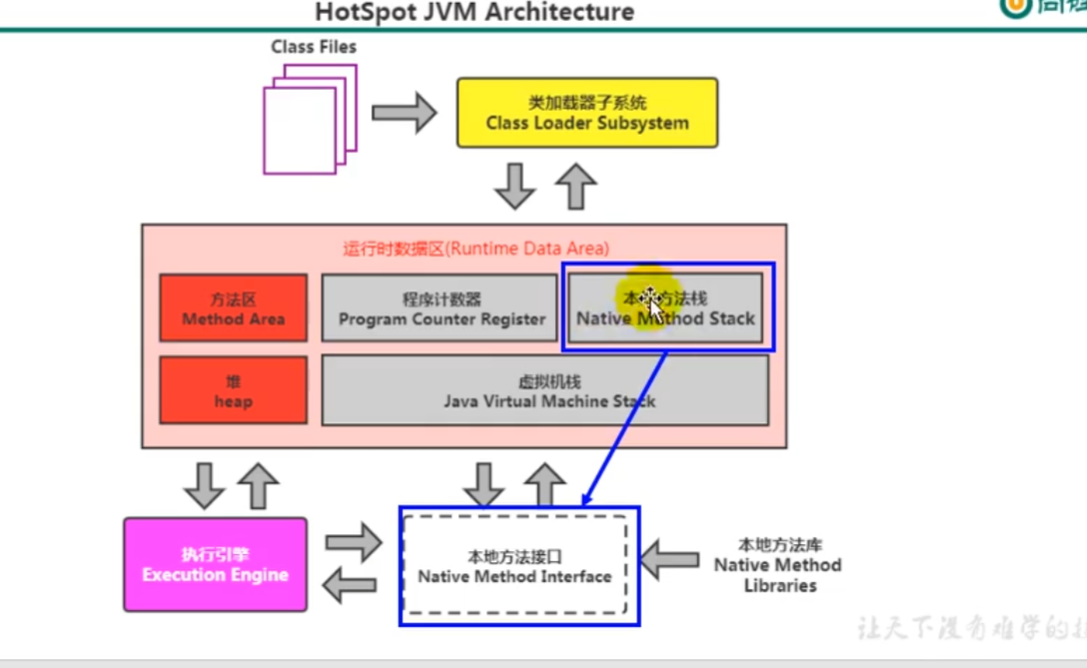 HotSpot JVM Architecture
Class Files
类加载器子系统
Class Loader Subsystem
运行时数据区(Runtime Data Area)
方法区
Method Area
程序计数器
Program Counter Register
本地方法栈
Native Method Stack
堆
heap
虚拟机栈
Java Virtual Machine Stack
执行引擎
Execution Engine
本地方法接口
Native Method Interface
本地方法库
Native Method
Libraries
让天下没有难学的